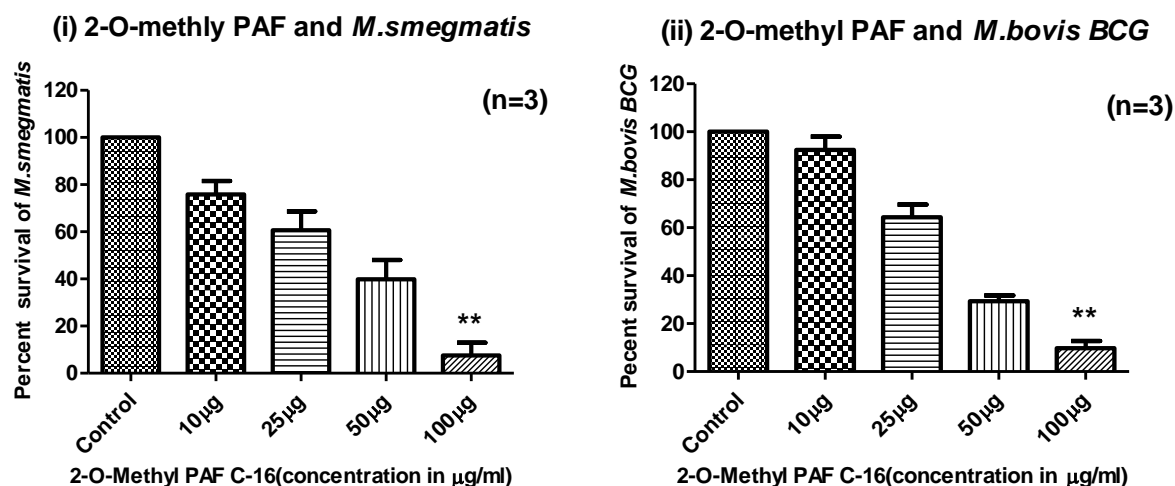 (i) 2-O-methly PAF and M.smegmatis
(n=3)
Percent survival of M.smegmatis
120
100
80
60
40
20
0
**
Control
10µg
25µg
50µg
100µg
2-O-Methyl PAF C-16(concentration in µg/ml)
(ii) 2-O-methyl PAF and M.bovis BCG
(n=3)
Pecent survival of M.bovis BCG
120
100
80
60
40
20
0
**
Control
10µg
25µg
50µg
100µg
2-O-Methyl PAF C-16(concentration in µg/ml)